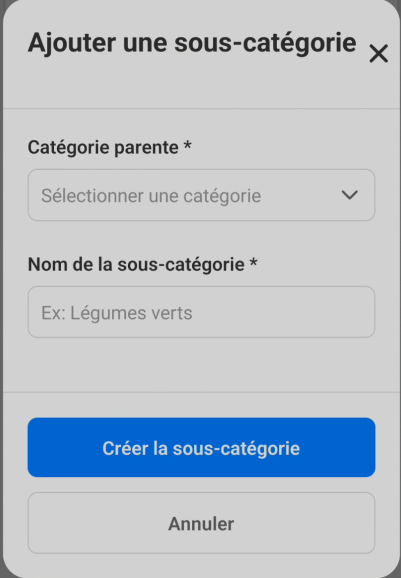 Ajouter une sous-catégorie
Catégorie parente *
Sélectionner une catégorie
Nom de la sous-catégorie *
Ex: Légumes verts
Créer la sous-catégorie
Annuler